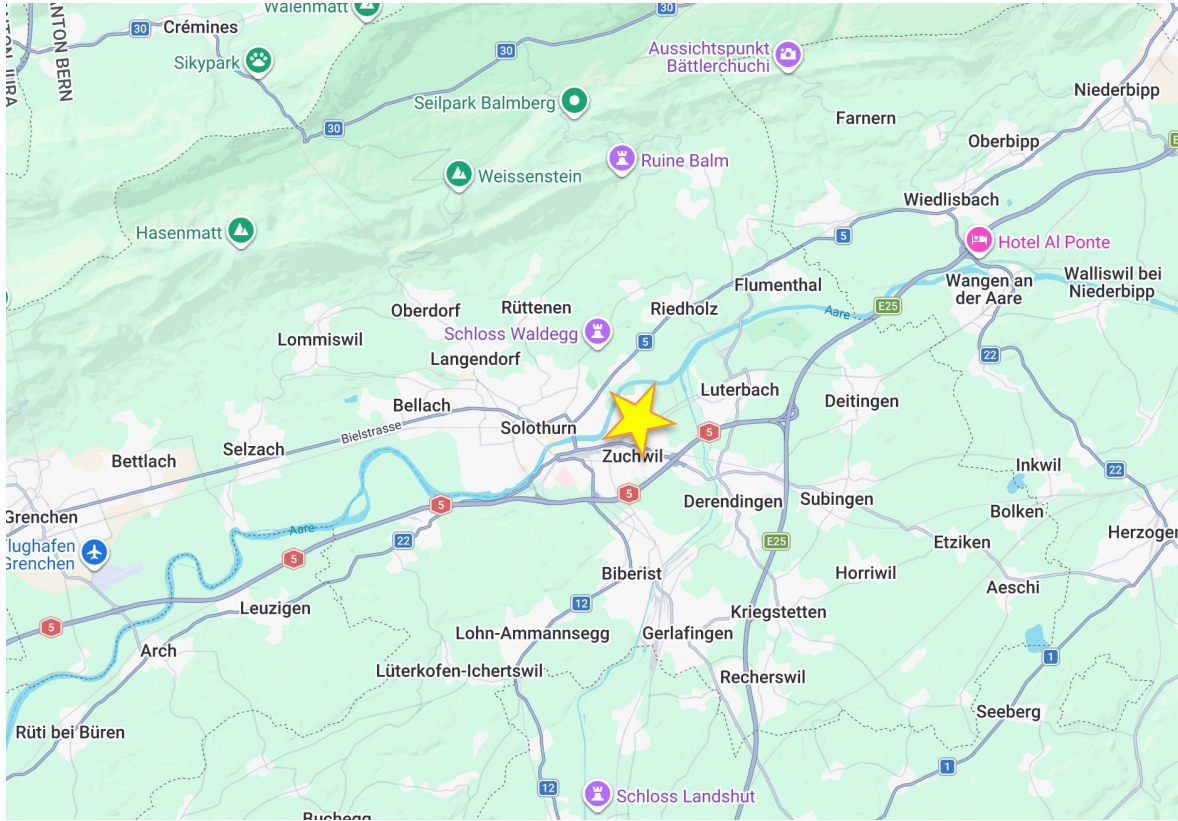 Walenmatt
30
Crémines
30
ANTON BERN
Sikypark
30
Aussichtspunkt
Bättlerchuchi
Niederbipp
Seilpark Balmberg
Farnern
30
Oberbipp
Ruine Balm
Weissenstein
Wiedlisbach
Hasenmatt
5
Hotel Al Ponte
Walliswil bei
Niederbipp
Flumenthal
Wangen an
der Aare
Oberdorf
Rüttenen
Riedholz
E25
Aare
Lommiswil
Schloss Waldegg
5
Langendorf
22
Luterbach
Bellach
Deitingen
Bielstrasse
Solothurn
5
Selzach
Zuchwil
Bettlach
Inkwil
22
5
5
Derendingen
Subingen
Bolken
Grenchen
Aare
22
E25
Etziken
Herzogen
Flughafen
Grenchen
5
Biberist
Horriwil
Aeschi
Leuzigen
12
Kriegstetten
5
Lohn-Ammannsegg
Gerlafingen
Arch
1
Lüterkofen-Ichertswil
Recherswil
Seeberg
Rüti bei Büren
1
12
Schloss Landshut
Buchegg